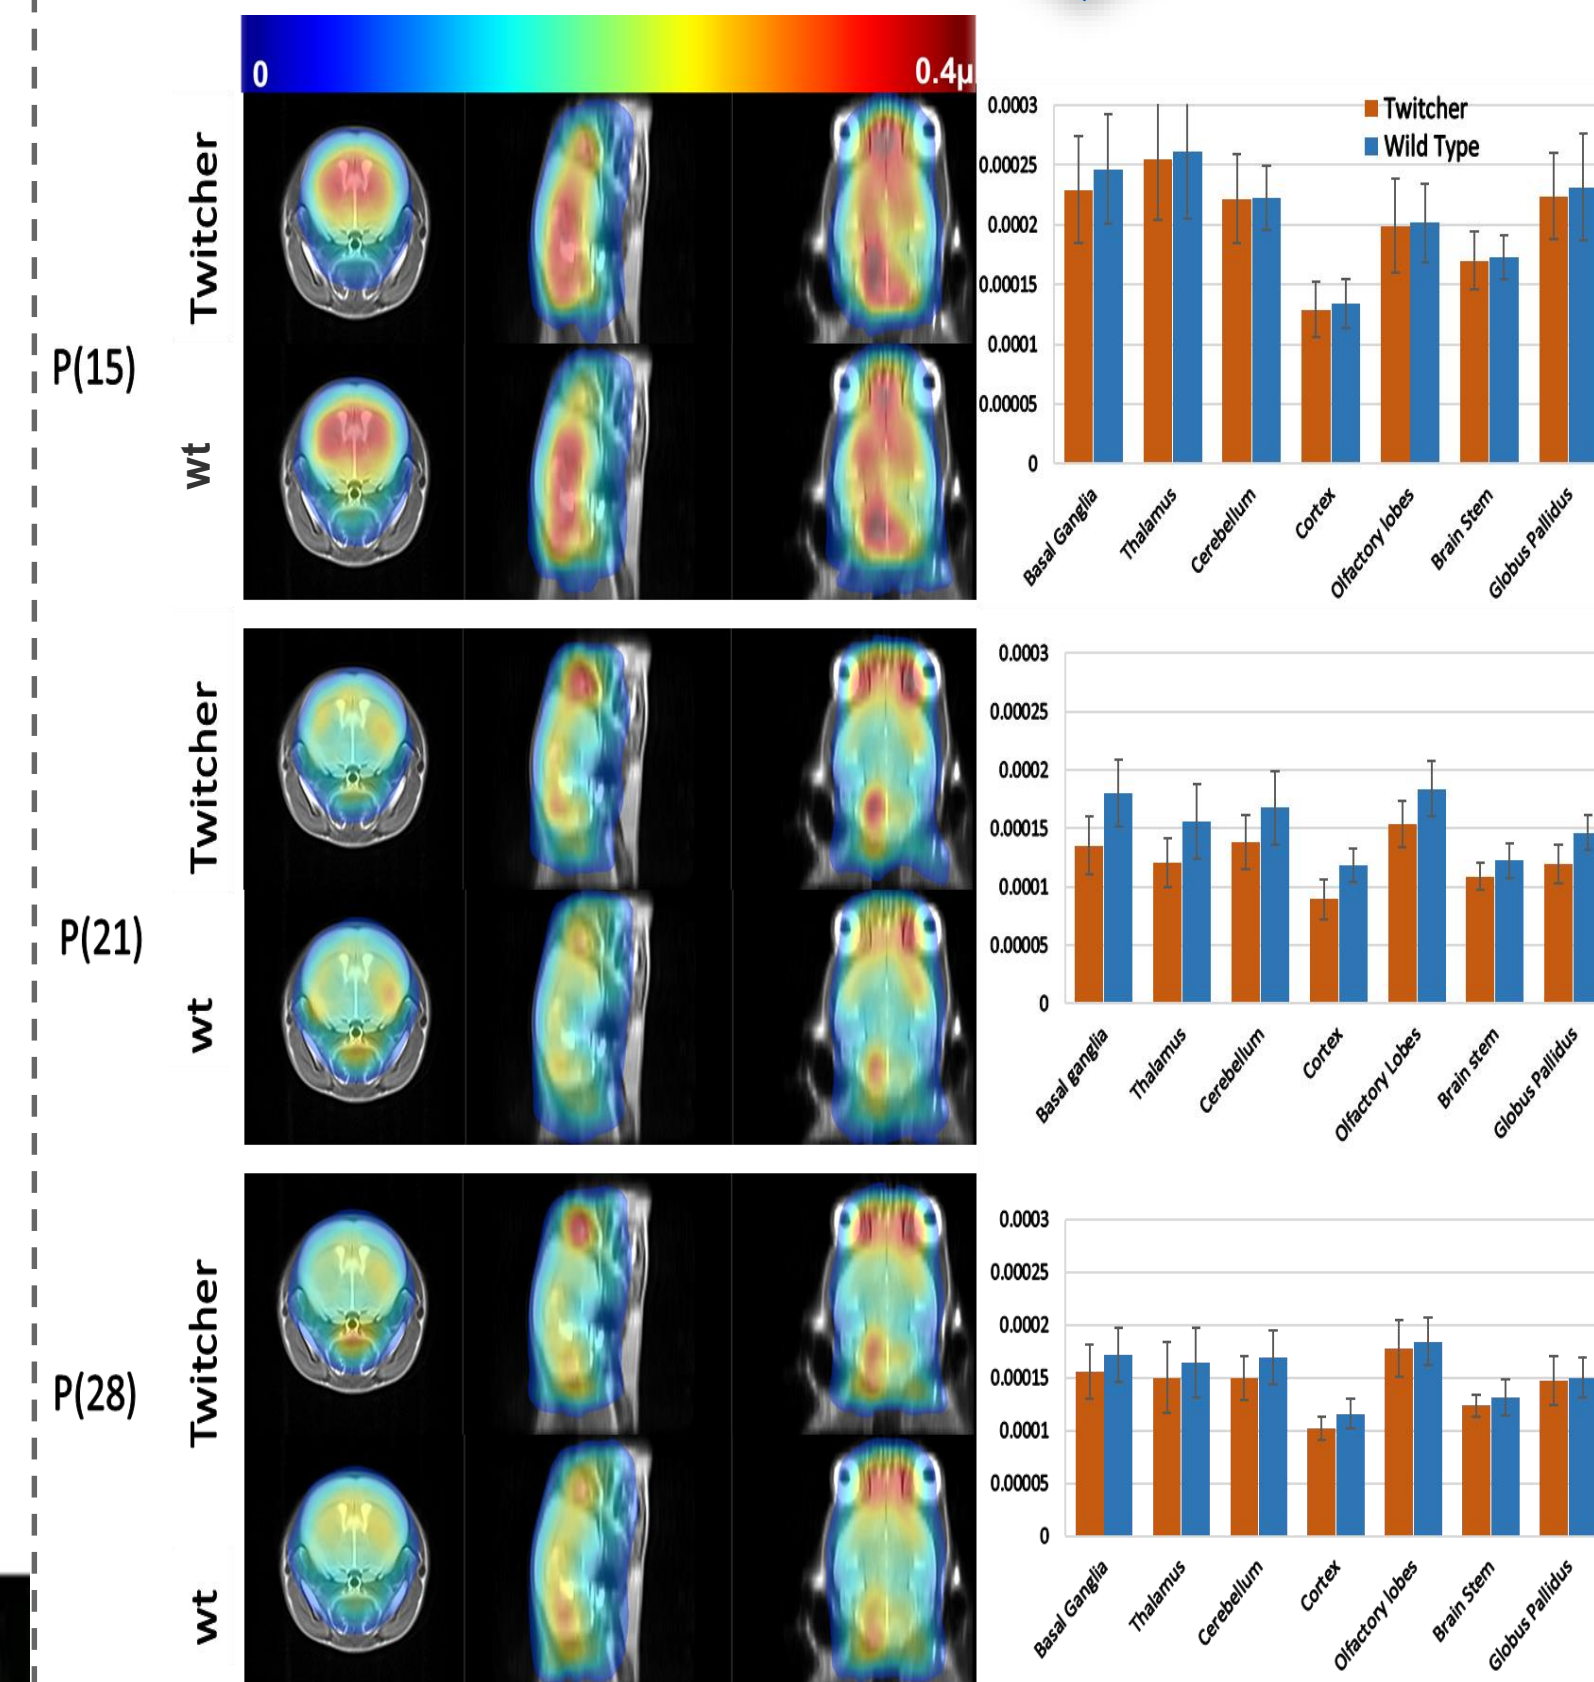 0 0.4µ
P(15)
Twitcher
wt
0.0003
0.00025
0.0002
0.00015
0.0001
0.00005
0
Twitcher
Wild Type
Basal Ganglia
Thalamus
Cerebellum
Cortex
Olfactory lobes
Brain Stem
Globus Pallidus
P(21)
Twitcher
wt
0.0003
0.00025
0.0002
0.00015
0.0001
0.00005
0
Basal ganglia
Thalamus
Cerebellum
Cortex
Olfactory Lobes
Brain stem
Globus Pallidus
P(28)
Twitcher
wt
0.0003
0.00025
0.0002
0.00015
0.0001
0.00005
0
Basal Ganglia
Thalamus
Cerebellum
Cortex
Olfactory lobes
Brain Stem
Globus Pallidus